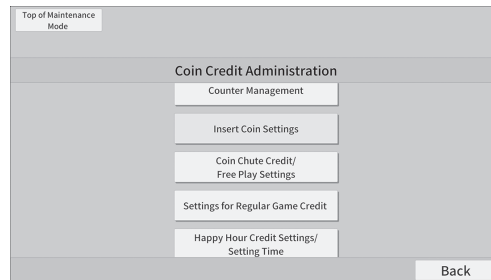 Top of Maintenance
Mode
Coin Credit Administration
Counter Management
Insert Coin Settings
Coin Chute Credit/
Free Play Settings
Settings for Regular Game Credit
Happy Hour Credit Settings/
Setting Time
Back